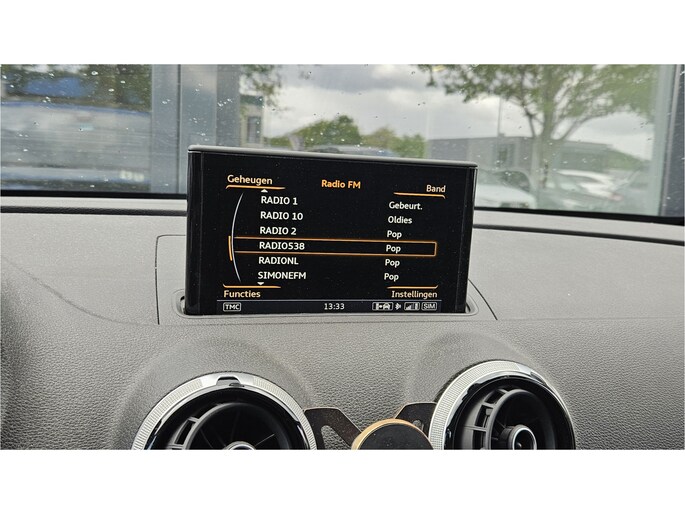 Geheugen Radio FM Band
RADIO 1 Gebeurt.
RADIO 10 Oldies
RADIO 2 Pop
RADIO538 Pop
RADIONL Pop
SIMONEFM Pop
Functies Instellingen
TMC 13:33 SIM